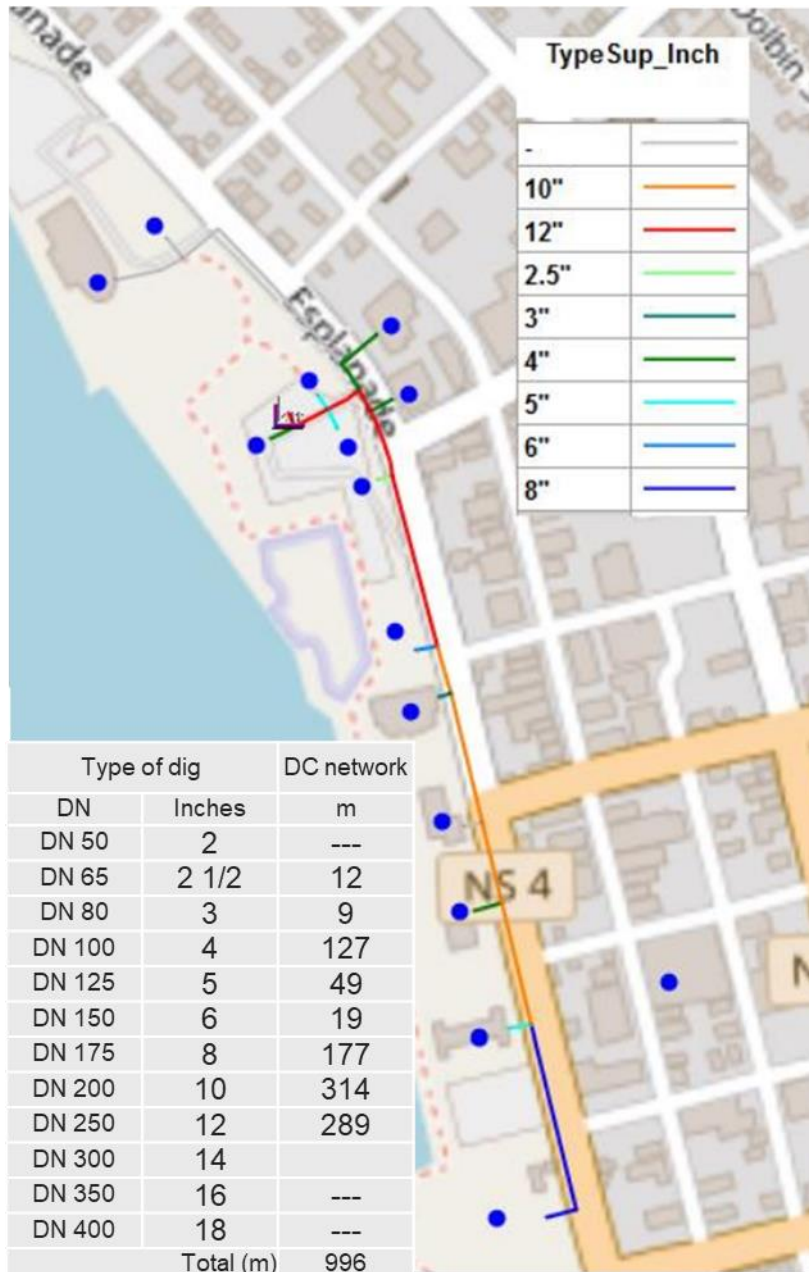 anade
Dolbin
TypeSup_Inch
-
10"
12"
2.5"
3"
4"
5"
6"
8"
Esplanade
NS 4
N
Type of dig DC network
DN Inches m
DN 50 2 ---
DN 65 2 1/2 12
DN 80 3 9
DN 100 4 127
DN 125 5 49
DN 150 6 19
DN 175 8 177
DN 200 10 314
DN 250 12 289
DN 300 14
DN 350 16 ---
DN 400 18 ---
Total (m) 996